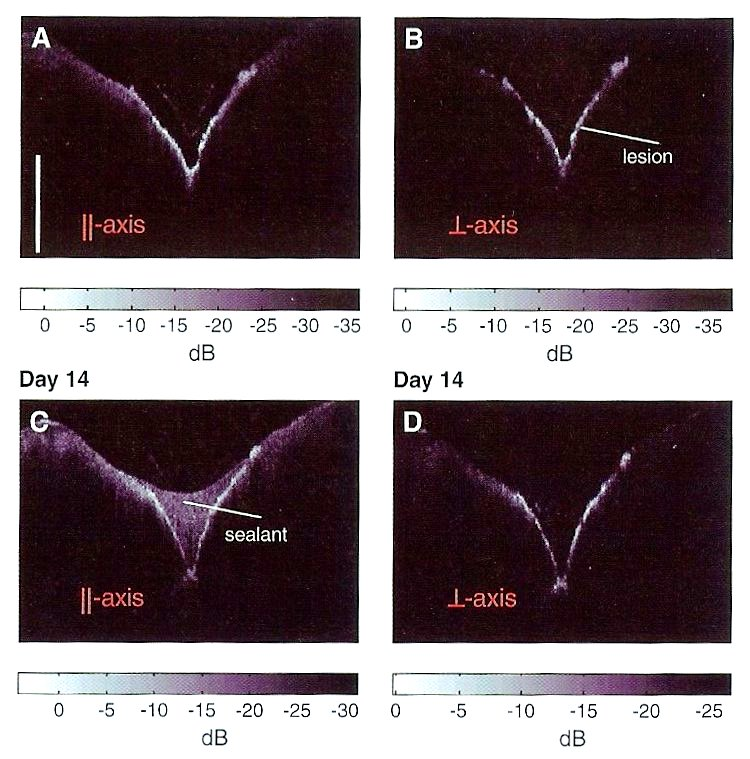 A
B
lesion
||-axis
⊥-axis
0 -5 -10 -15 -20 -25 -30 -35
dB
0 -5 -10 -15 -20 -25 -30 -35
dB
Day 14
Day 14
C
D
sealant
||-axis
⊥-axis
0 -5 -10 -15 -20 -25 -30
dB
0 -5 -10 -15 -20 -25
dB